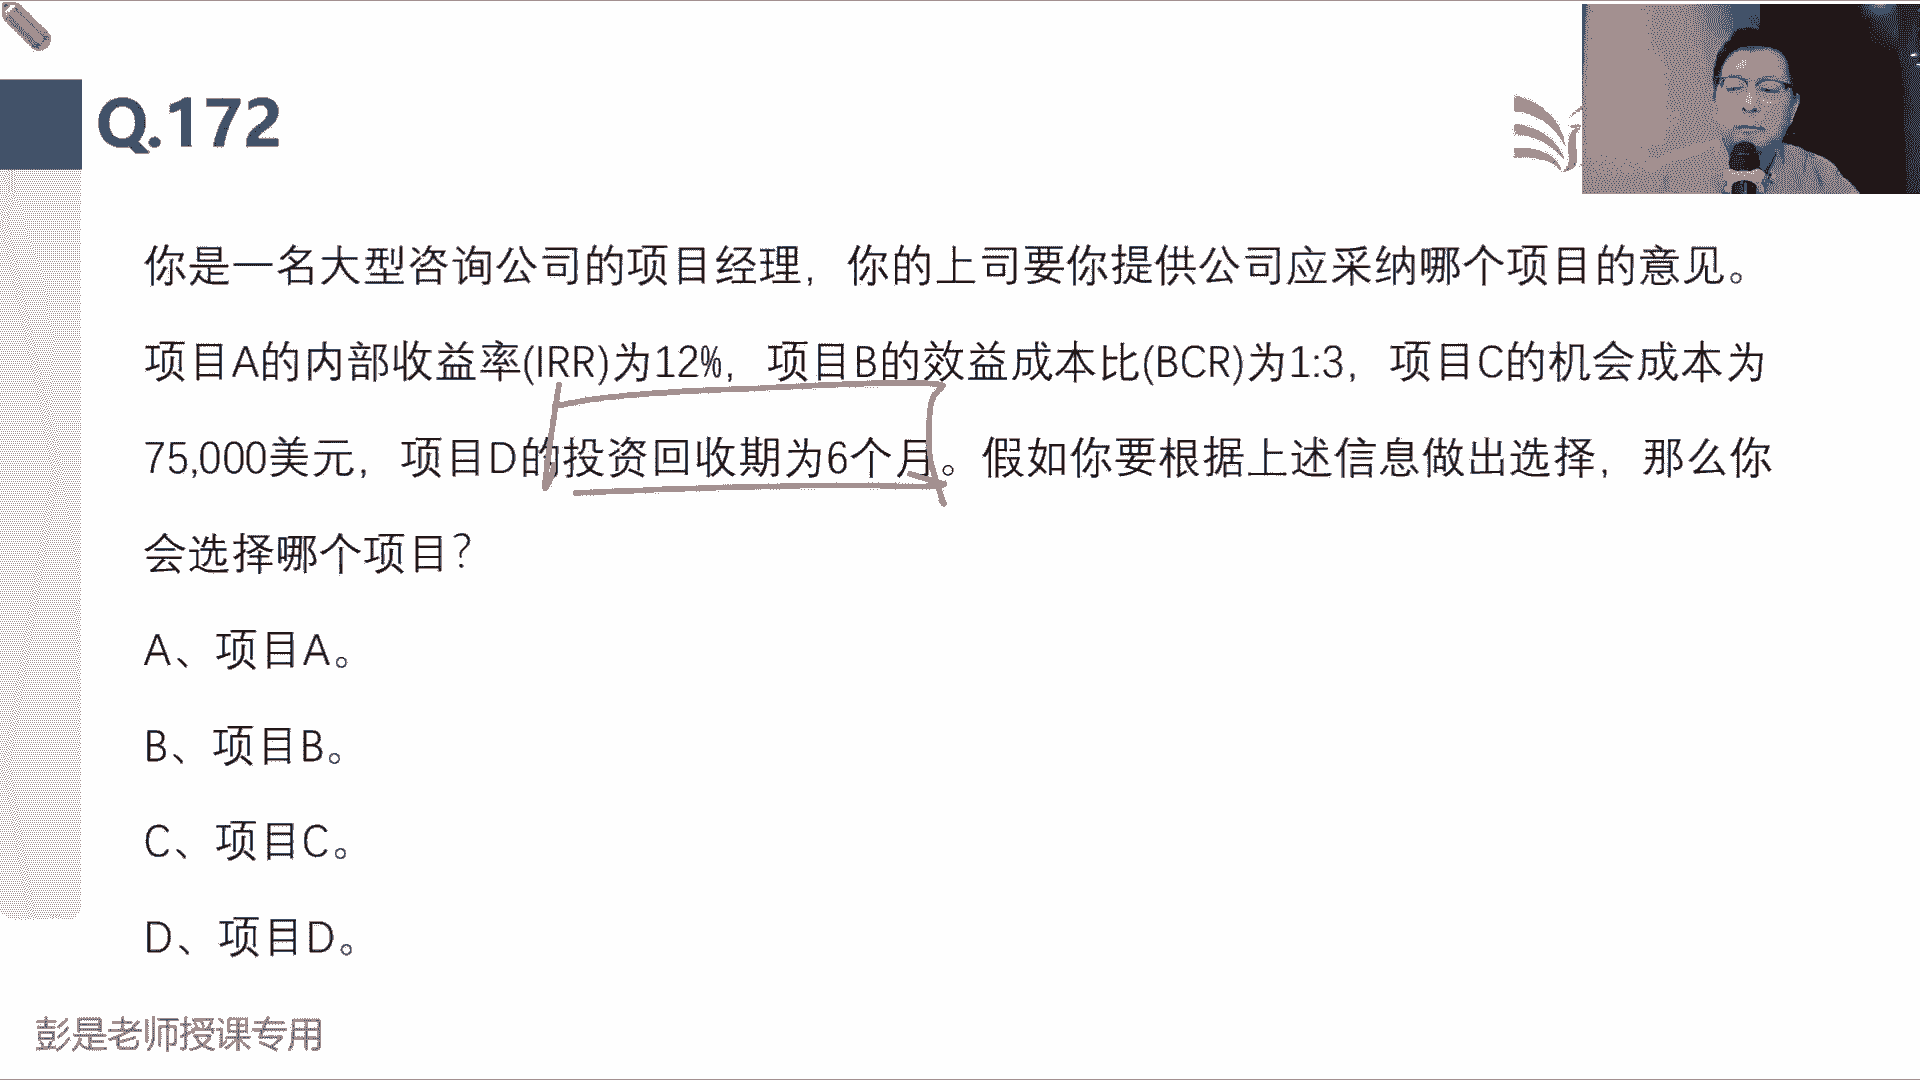 Q.172
你是一名大型咨询公司的项目经理，你的上司要你提供公司应采纳哪个项目的意见。
项目A的内部收益率(IRR)为12%，项目B的效益成本比(BCR)为1:3，项目C的机会成本为
75,000美元，项目D的投资回收期为6个月。假如你要根据上述信息做出选择，那么你
会选择哪个项目？
A、项目A。
B、项目B。
C、项目C。
D、项目D。
彭是老师授课专用